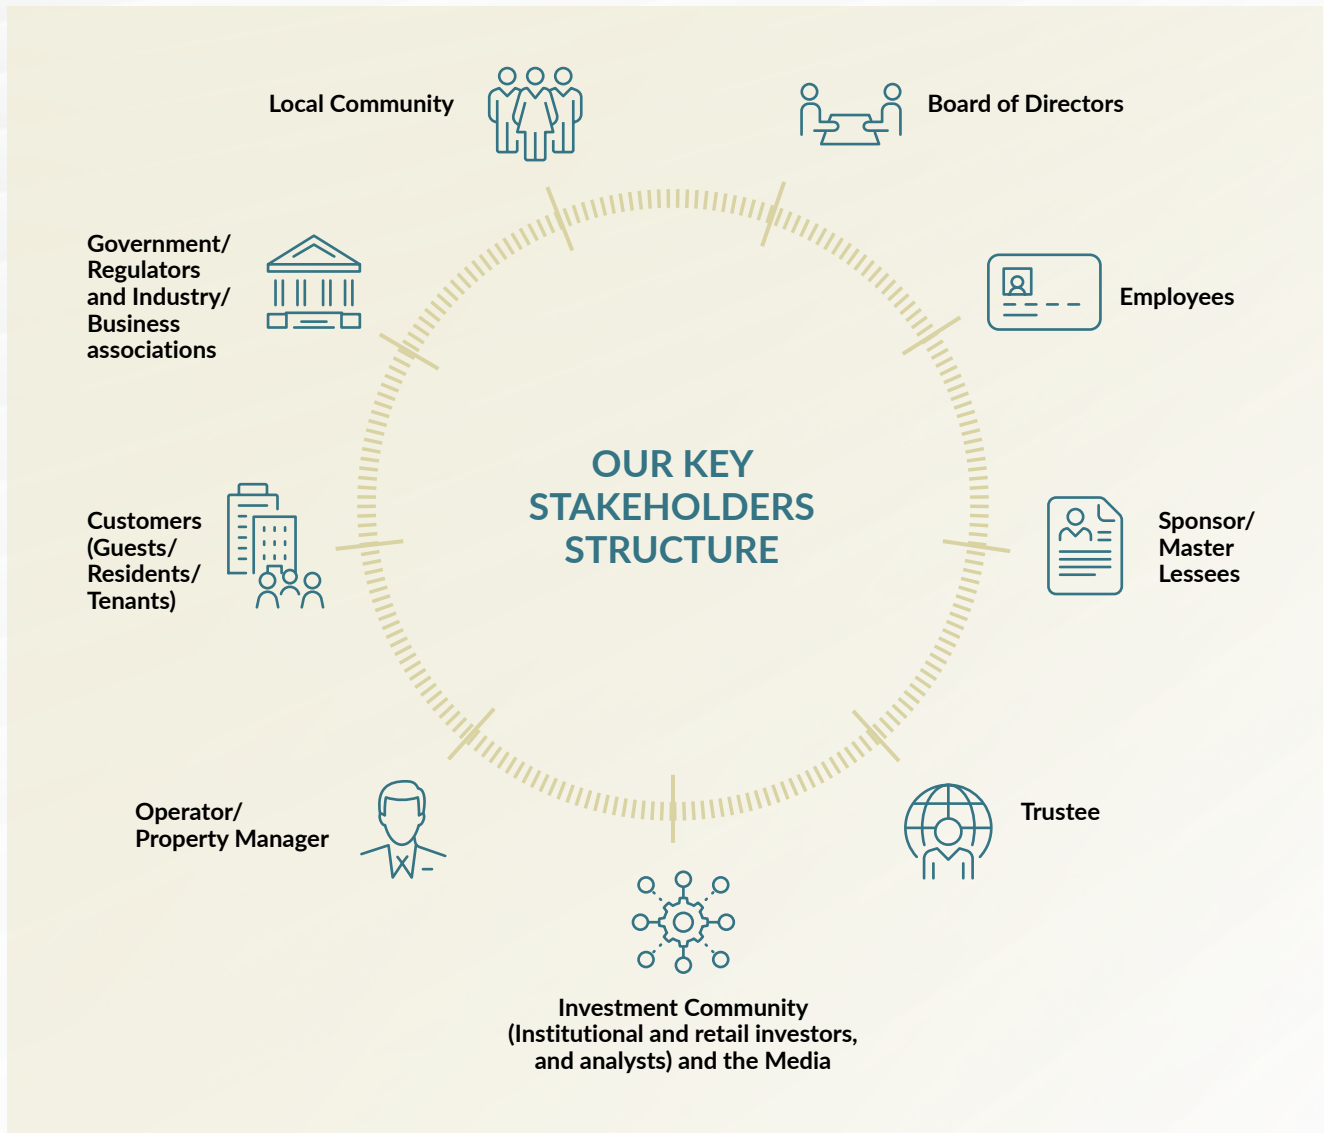 Local Community
Board of Directors
Government/
Regulators
and Industry/
Business
associations
Employees
OUR KEY
STAKEHOLDERS
STRUCTURE
Customers
(Guests/
Residents/
Tenants)
Sponsor/
Master
Lessees
Operator/
Property Manager
Trustee
Investment Community
(Institutional and retail investors,
and analysts) and the Media